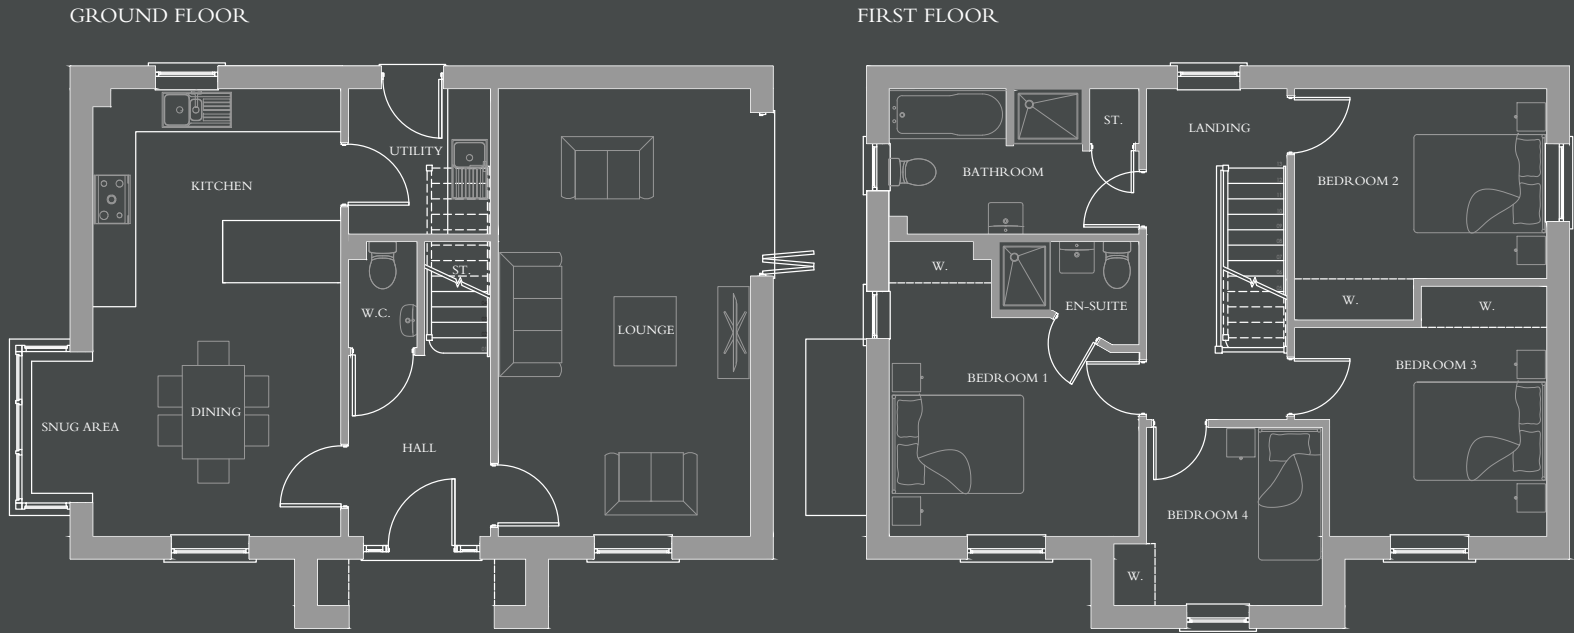 GROUND FLOOR
KITCHEN
UTILITY
ST.
W.C.
LOUNGE
DINING
SNUG AREA
HALL
FIRST FLOOR
ST.
LANDING
BATHROOM
BEDROOM 2
W.
EN-SUITE
W.
W.
BEDROOM 1
BEDROOM 3
BEDROOM 4
W.